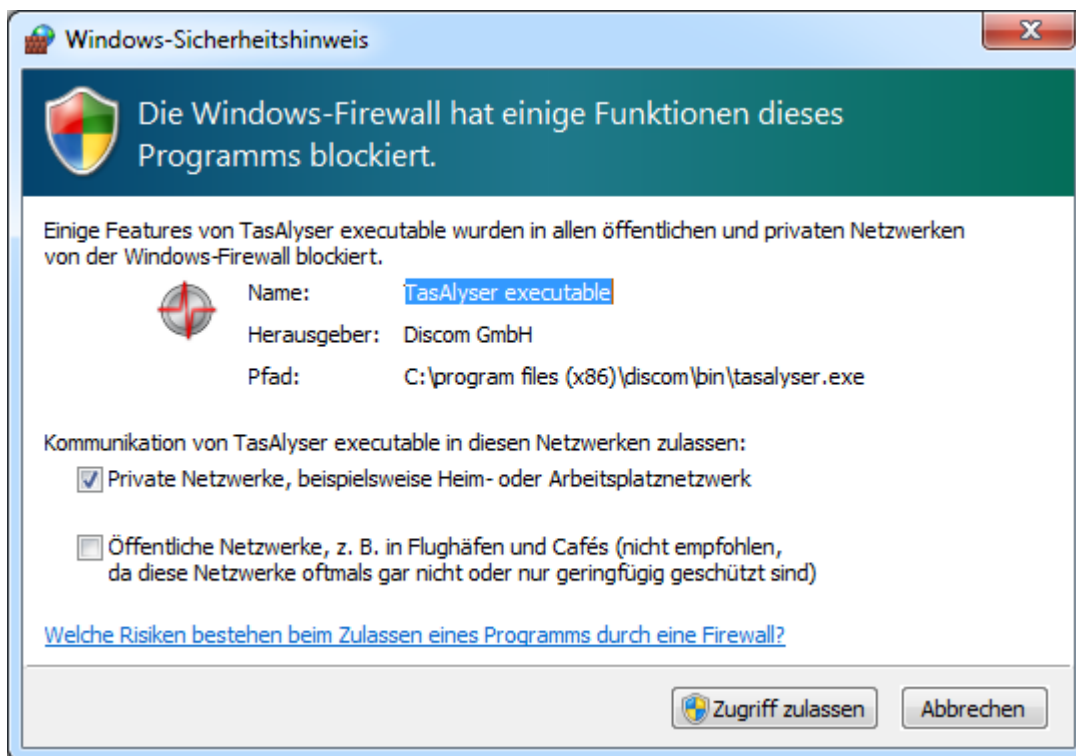 Windows-Sicherheitshinweis
Die Windows-Firewall hat einige Funktionen dieses
Programms blockiert.
Einige Features von TasAlyser executable wurden in allen öffentlichen und privaten Netzwerken
von der Windows-Firewall blockiert.
Name: TasAlyser executable
Herausgeber: Discom GmbH
Pfad: C:\program files (x86)\discom\bin\tasalyser.exe
Kommunikation von TasAlyser executable in diesen Netzwerken zulassen:
Private Netzwerke, beispielsweise Heim- oder Arbeitsplatznetzwerk
Öffentliche Netzwerke, z. B. in Flughäfen und Cafés (nicht empfohlen,
da diese Netzwerke oftmals gar nicht oder nur geringfügig geschützt sind)
Welche Risiken bestehen beim Zulassen eines Programms durch eine Firewall?
Zugriff zulassen Abbrechen